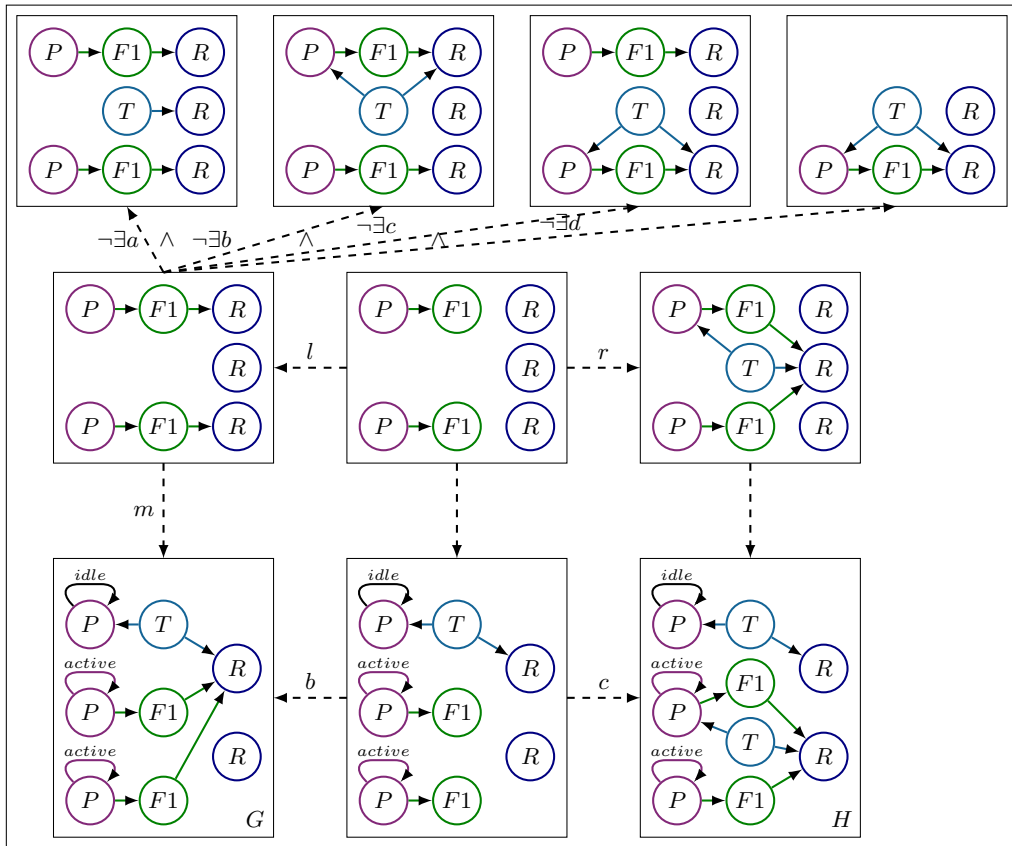 P F1 R P F1 R P F1 R
T R T R T R T R
P F1 R P F1 R P F1 R P F1 R
¬∃a ∧ ¬∃b ∧ ¬∃c ∧ ¬∃d
P F1 R P F1 R P F1 R
R l R r T R
P F1 R P F1 R P F1 R
m
idle idle idle
P T P T P T
R R R
active active active
F1
b c
P F1 P F1 P
R R T R
active active active
P F1 P F1 P F1
G H